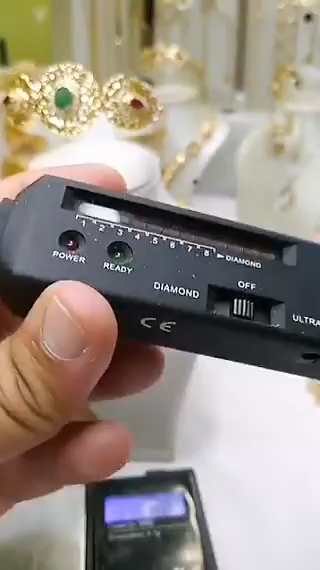 1 2 3 4 5 6 7 8 ▶DIAMOND
POWER READY
OFF
DIAMOND ULTRA
CE